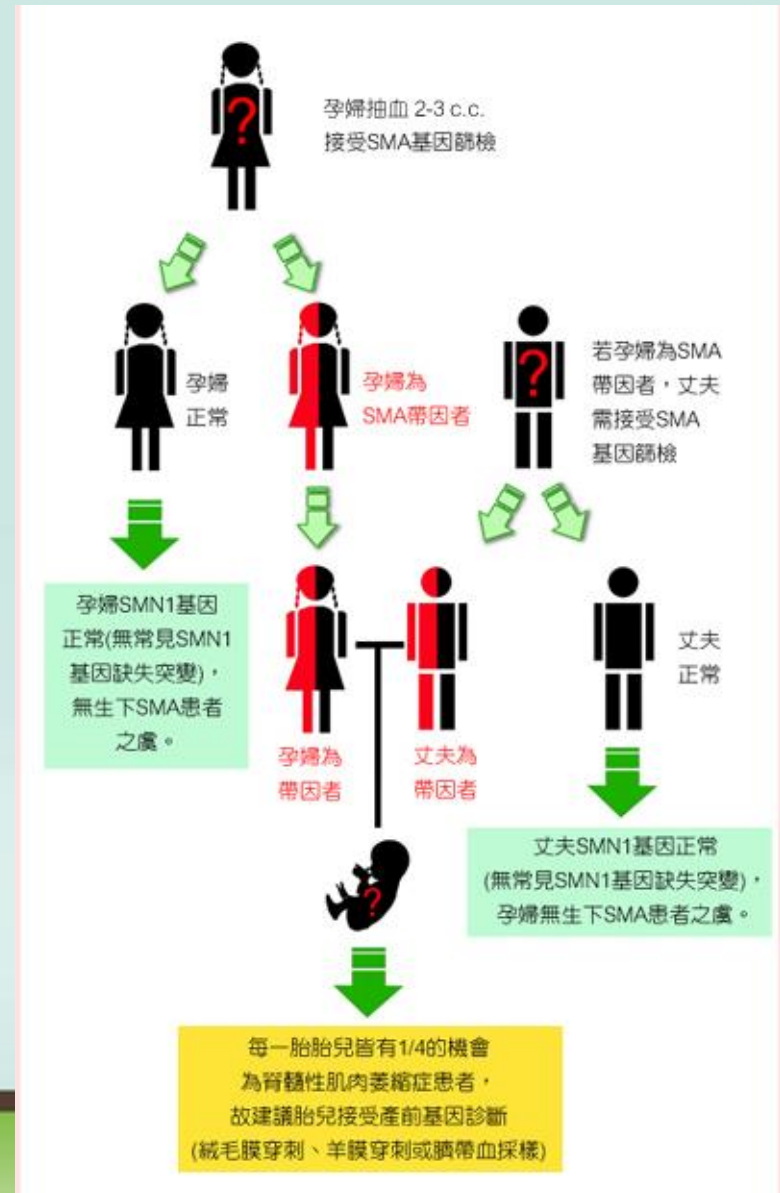 ?
孕婦抽血 2-3 c.c.
接受SMA基因篩檢
孕婦
正常
孕婦為
SMA帶因者
?
若孕婦為SMA
帶因者，丈夫
需接受SMA
基因篩檢
孕婦SMN1基因
正常(無常見SMN1
基因缺失突變)，
無生下SMA患者
之虞。
孕婦為
帶因者
丈夫為
帶因者
丈夫
正常
丈夫SMN1基因正常
(無常見SMN1基因缺失突變)，
孕婦無生下SMA患者之虞。
?
每一胎胎兒皆有1/4的機會
為脊髓性肌肉萎縮症患者，
故建議胎兒接受產前基因診斷
(絨毛膜穿刺、羊膜穿刺或臍帶血採樣)